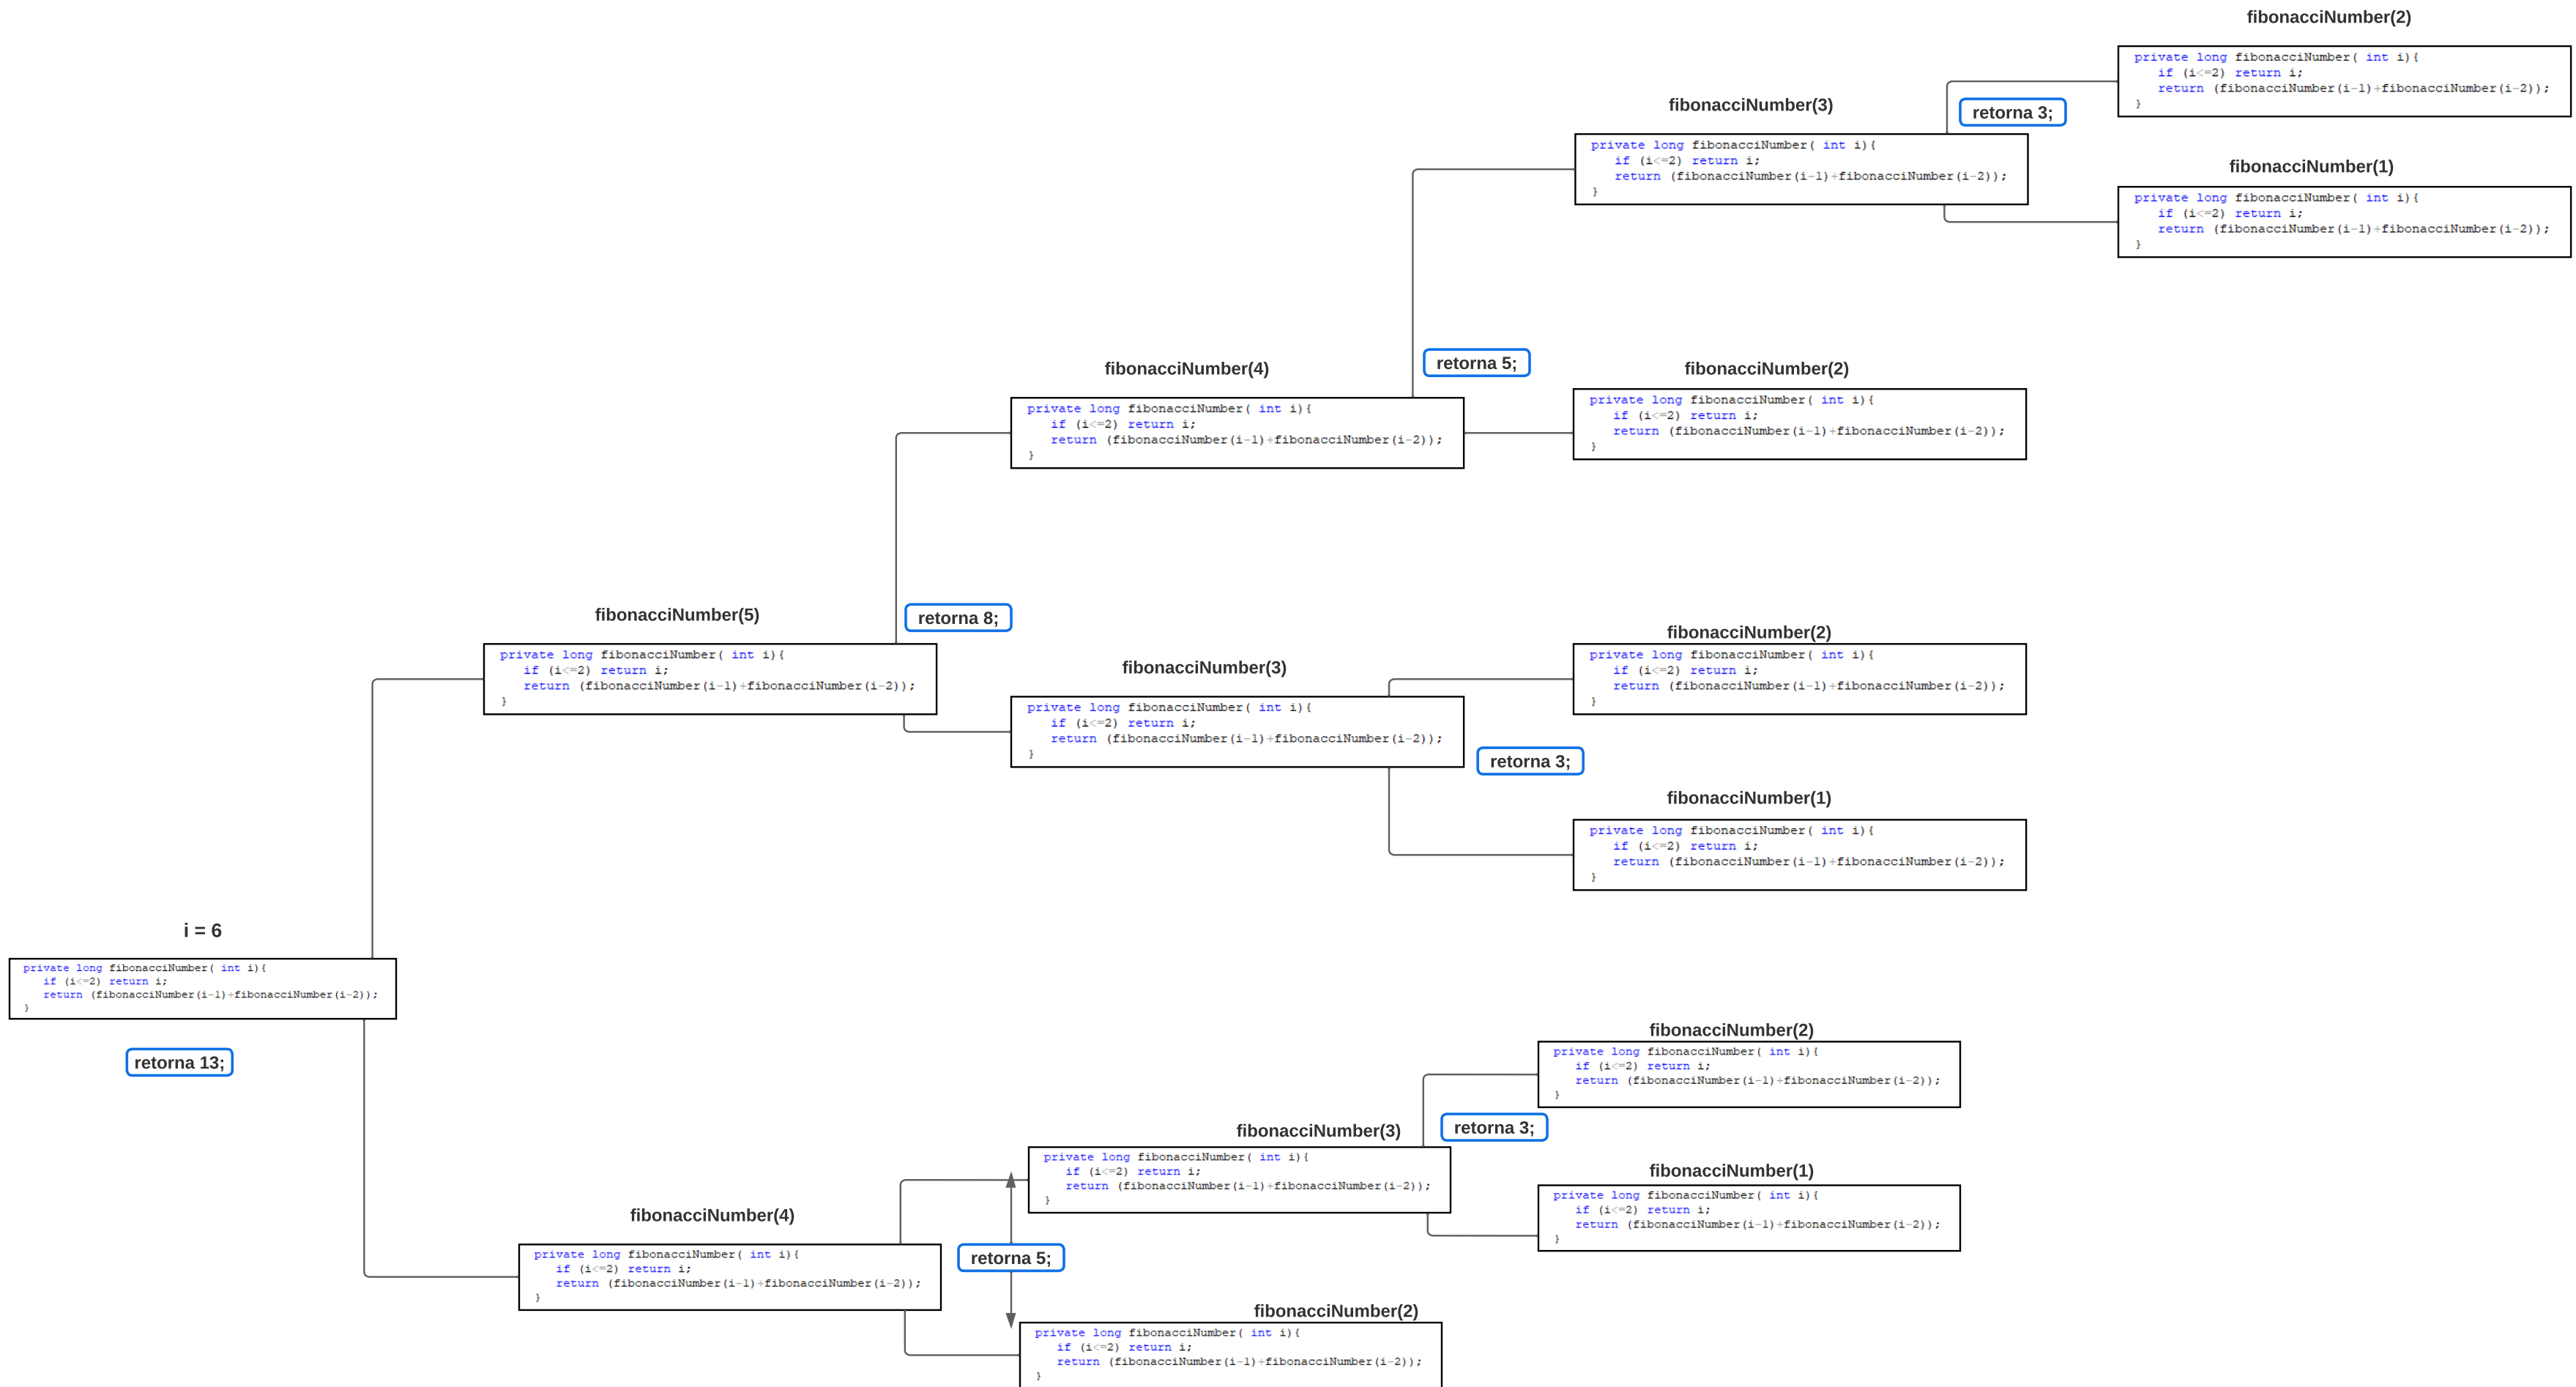 fibonacciNumber(2)
private long fibonacciNumber( int i){
if (i<=2) return i;
return (fibonacciNumber(i-1)+fibonacciNumber(i-2));
}
fibonacciNumber(3)
retorna 3;
private long fibonacciNumber( int i){
if (i<=2) return i;
return (fibonacciNumber(i-1)+fibonacciNumber(i-2));
}
fibonacciNumber(1)
private long fibonacciNumber( int i){
if (i<=2) return i;
return (fibonacciNumber(i-1)+fibonacciNumber(i-2));
}
retorna 5;
fibonacciNumber(4)
private long fibonacciNumber( int i){
if (i<=2) return i;
return (fibonacciNumber(i-1)+fibonacciNumber(i-2));
}
fibonacciNumber(2)
private long fibonacciNumber( int i){
if (i<=2) return i;
return (fibonacciNumber(i-1)+fibonacciNumber(i-2));
}
fibonacciNumber(5)
retorna 8;
private long fibonacciNumber( int i){
if (i<=2) return i;
return (fibonacciNumber(i-1)+fibonacciNumber(i-2));
}
fibonacciNumber(3)
private long fibonacciNumber( int i){
if (i<=2) return i;
return (fibonacciNumber(i-1)+fibonacciNumber(i-2));
}
fibonacciNumber(2)
private long fibonacciNumber( int i){
if (i<=2) return i;
return (fibonacciNumber(i-1)+fibonacciNumber(i-2));
}
retorna 3;
fibonacciNumber(1)
private long fibonacciNumber( int i){
if (i<=2) return i;
return (fibonacciNumber(i-1)+fibonacciNumber(i-2));
}
i = 6
private long fibonacciNumber( int i){
if (i<=2) return i;
return (fibonacciNumber(i-1)+fibonacciNumber(i-2));
}
retorna 13;
fibonacciNumber(2)
private long fibonacciNumber( int i){
if (i<=2) return i;
return (fibonacciNumber(i-1)+fibonacciNumber(i-2));
}
fibonacciNumber(3)
retorna 3;
private long fibonacciNumber( int i){
if (i<=2) return i;
return (fibonacciNumber(i-1)+fibonacciNumber(i-2));
}
fibonacciNumber(1)
private long fibonacciNumber( int i){
if (i<=2) return i;
return (fibonacciNumber(i-1)+fibonacciNumber(i-2));
}
fibonacciNumber(4)
private long fibonacciNumber( int i){
if (i<=2) return i;
return (fibonacciNumber(i-1)+fibonacciNumber(i-2));
}
retorna 5;
fibonacciNumber(2)
private long fibonacciNumber( int i){
if (i<=2) return i;
return (fibonacciNumber(i-1)+fibonacciNumber(i-2));
}